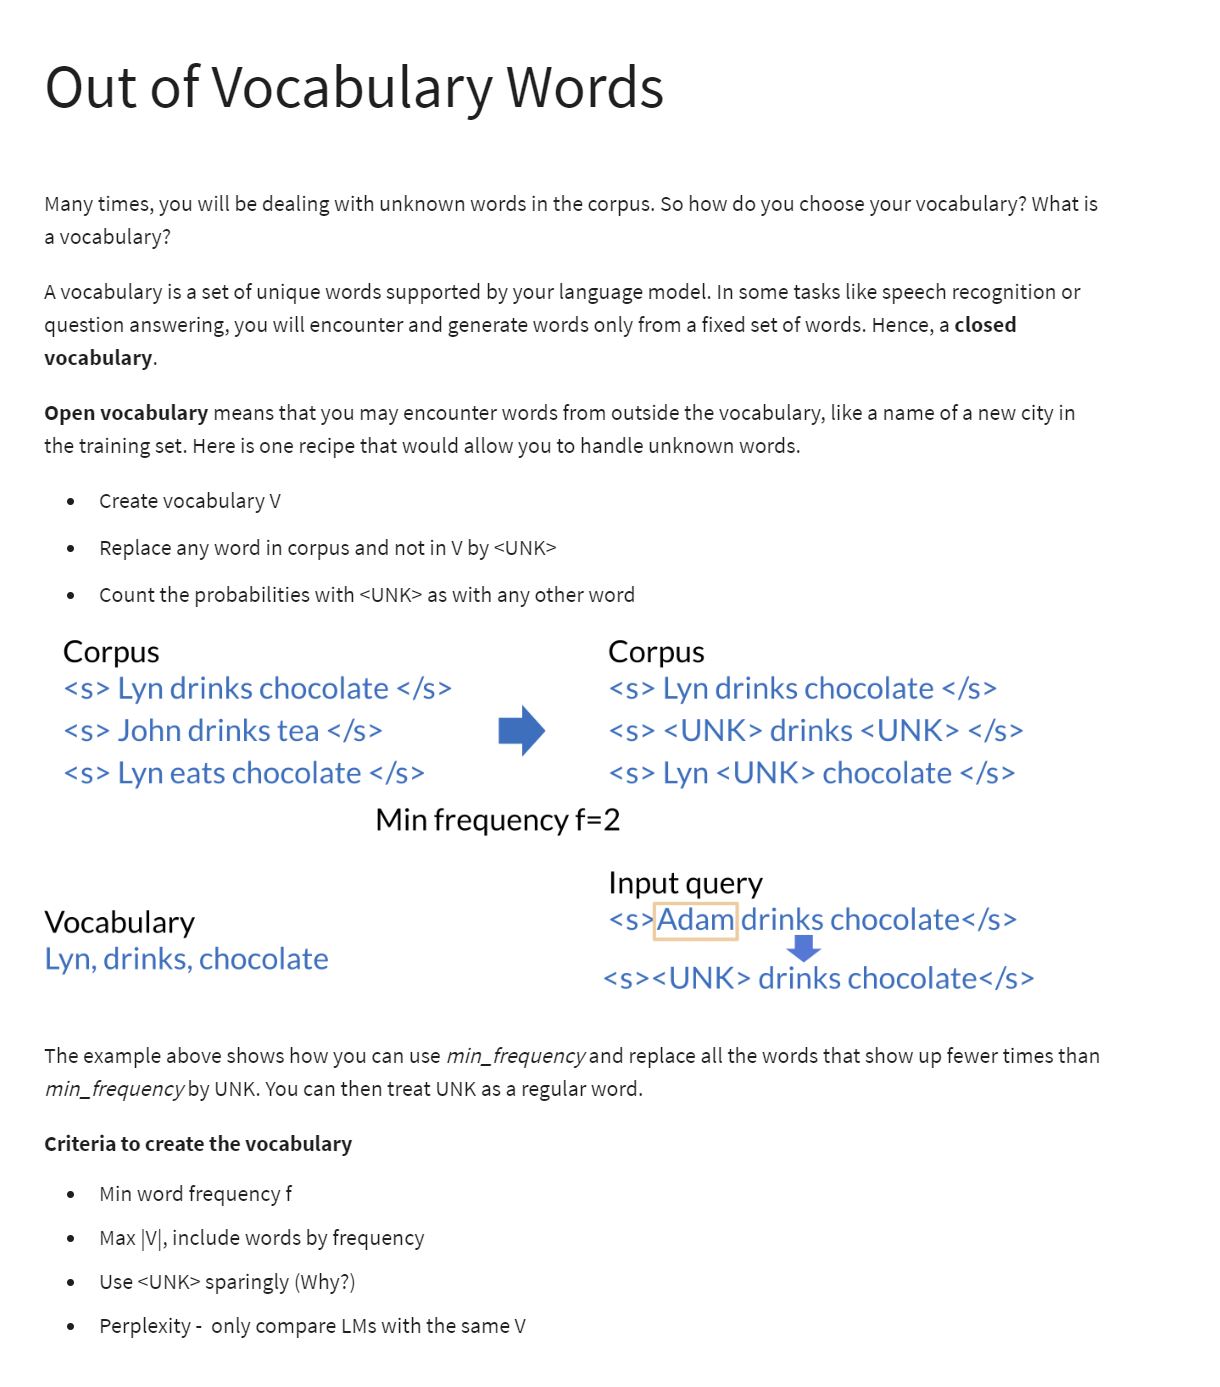 Out of Vocabulary Words
Many times, you will be dealing with unknown words in the corpus. So how do you choose your vocabulary? What is
a vocabulary?
A vocabulary is a set of unique words supported by your language model. In some tasks like speech recognition or
question answering, you will encounter and generate words only from a fixed set of words. Hence, a closed
vocabulary.
Open vocabulary means that you may encounter words from outside the vocabulary, like a name of a new city in
the training set. Here is one recipe that would allow you to handle unknown words.
• Create vocabulary V
• Replace any word in corpus and not in V by <UNK>
• Count the probabilities with <UNK> as with any other word
Corpus
<s> Lyn drinks chocolate </s>
<s> John drinks tea </s>
<s> Lyn eats chocolate </s>
Corpus
<s> Lyn drinks chocolate </s>
<s> <UNK> drinks <UNK> </s>
<s> Lyn <UNK> chocolate </s>
Min frequency f=2
Vocabulary
Lyn, drinks, chocolate
Input query
<s>Adam drinks chocolate</s>
<s><UNK> drinks chocolate</s>
The example above shows how you can use min_frequency and replace all the words that show up fewer times than
min_frequency by UNK. You can then treat UNK as a regular word.
Criteria to create the vocabulary
• Min word frequency f
• Max |V|, include words by frequency
• Use <UNK> sparingly (Why?)
• Perplexity - only compare LMs with the same V